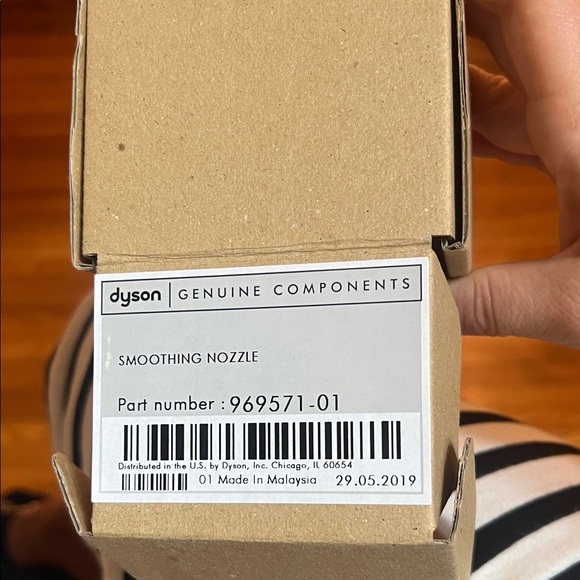 dyson | GENUINE COMPONENTS
SMOOTHING NOZZLE
Part number : 969571-01
Distributed in the U.S. by Dyson, Inc. Chicago, IL 60654
01 Made In Malaysia 29.05.2019